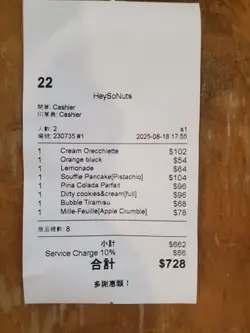 22
HeySoNuts
開單: Cashier
印單員: Cashier
人數: 2 s1
編號: 230735 #1 2025-08-18 17:55
1 Cream Orecchiette $102
1 Orange black $54
1 Lemonade $64
1 Souffle Pancake[Pistachio] $104
1 Pina Colada Parfait $96
1 Dirty cookies&cream[full] $96
1 Bubble Tiramisu $68
1 Mille-Feuille[Apple Crumble] $78
產品總數: 8
小計 $662
Service Charge 10% $66
合計 $728
多謝惠顧！